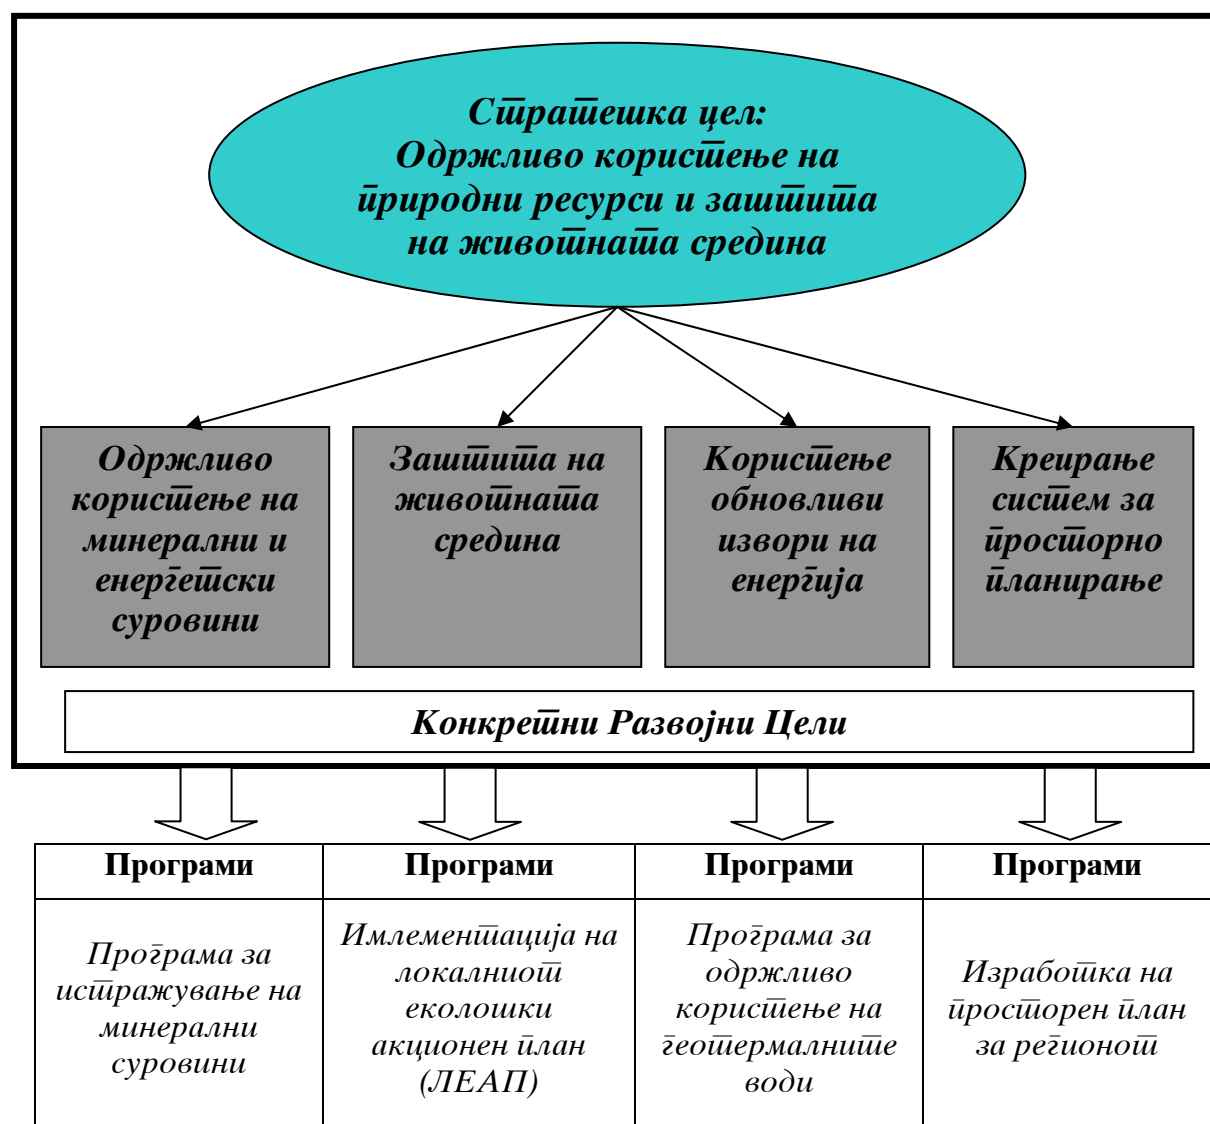 Стратешка цел:
Одржливо користење на
природни ресурси и заштита
на животната средина
Одржливо
користење на
минерални и
енергетски
суровини
Заштита на
животната
средина
Користење
обновливи
извори на
енергија
Креирање
систем за
просторно
планирање
Конкретни Развојни Цели
Програми
Програми
Програми
Програми
Програма за
истражување на
минерални
суровини
Имлементација на
локалниот
еколошки
акционен план
(ЛЕАП)
Програма за
одржливо
користење на
геотермалните
води
Изработка на
просторен план
за регионот